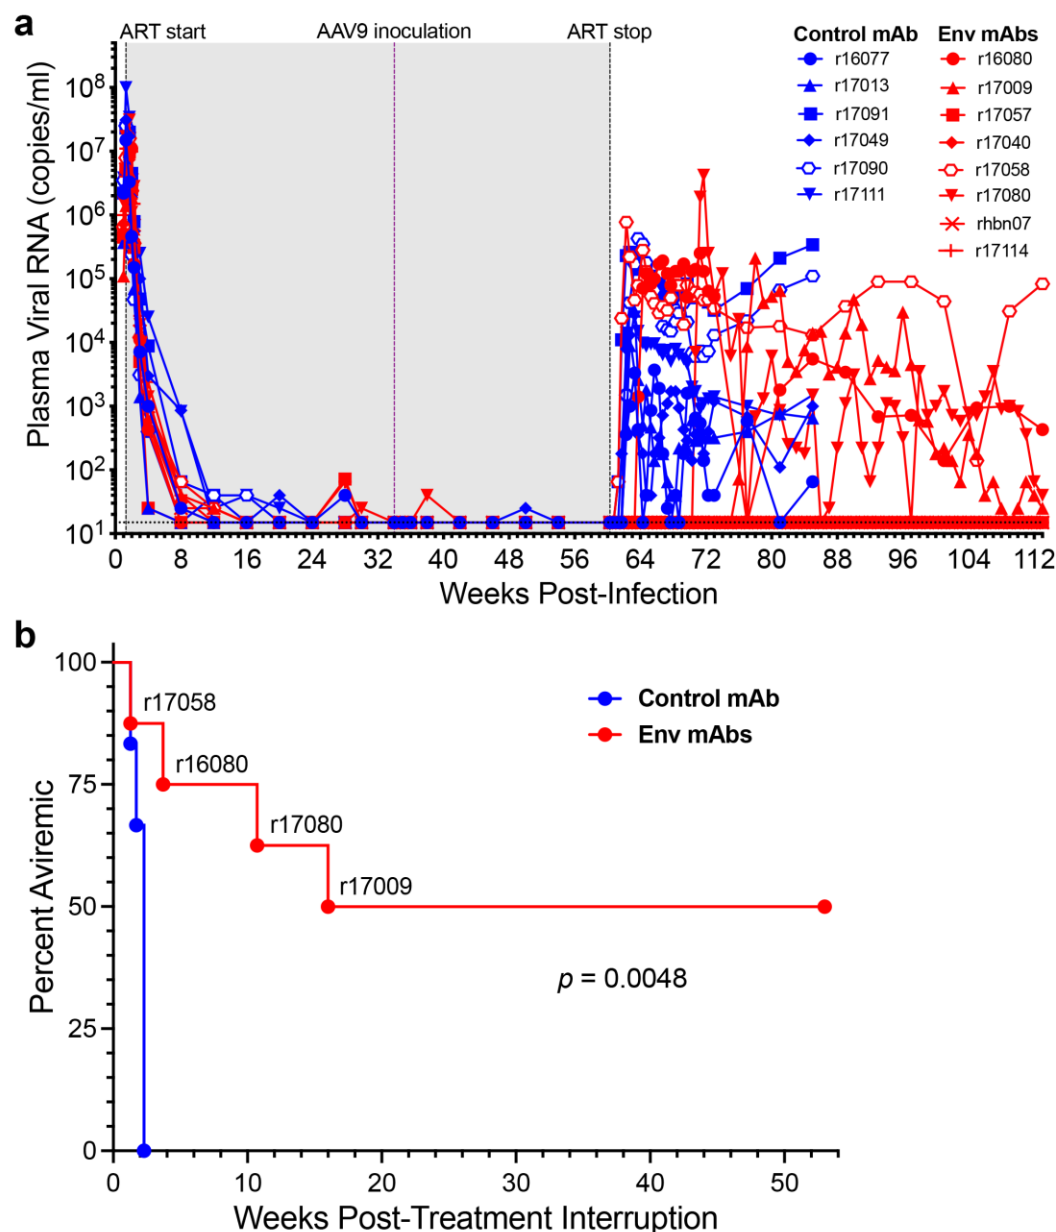 a
ART start
AAV9 inoculation
ART stop
Plasma Viral RNA (copies/ml)
10⁸
10⁷
10⁶
10⁵
10⁴
10³
10²
10¹
0 8 16 24 32 40 48 56 64 72 80 88 96 104 112
Weeks Post-Infection
Control mAb
r16077
r17013
r17091
r17049
r17090
r17111
Env mAbs
r16080
r17009
r17057
r17040
r17058
r17080
rhbn07
r17114
b
Percent Aviremic
100
75
50
25
0
r17058
r16080
r17080
r17009
Control mAb
Env mAbs
p = 0.0048
0 10 20 30 40 50
Weeks Post-Treatment Interruption